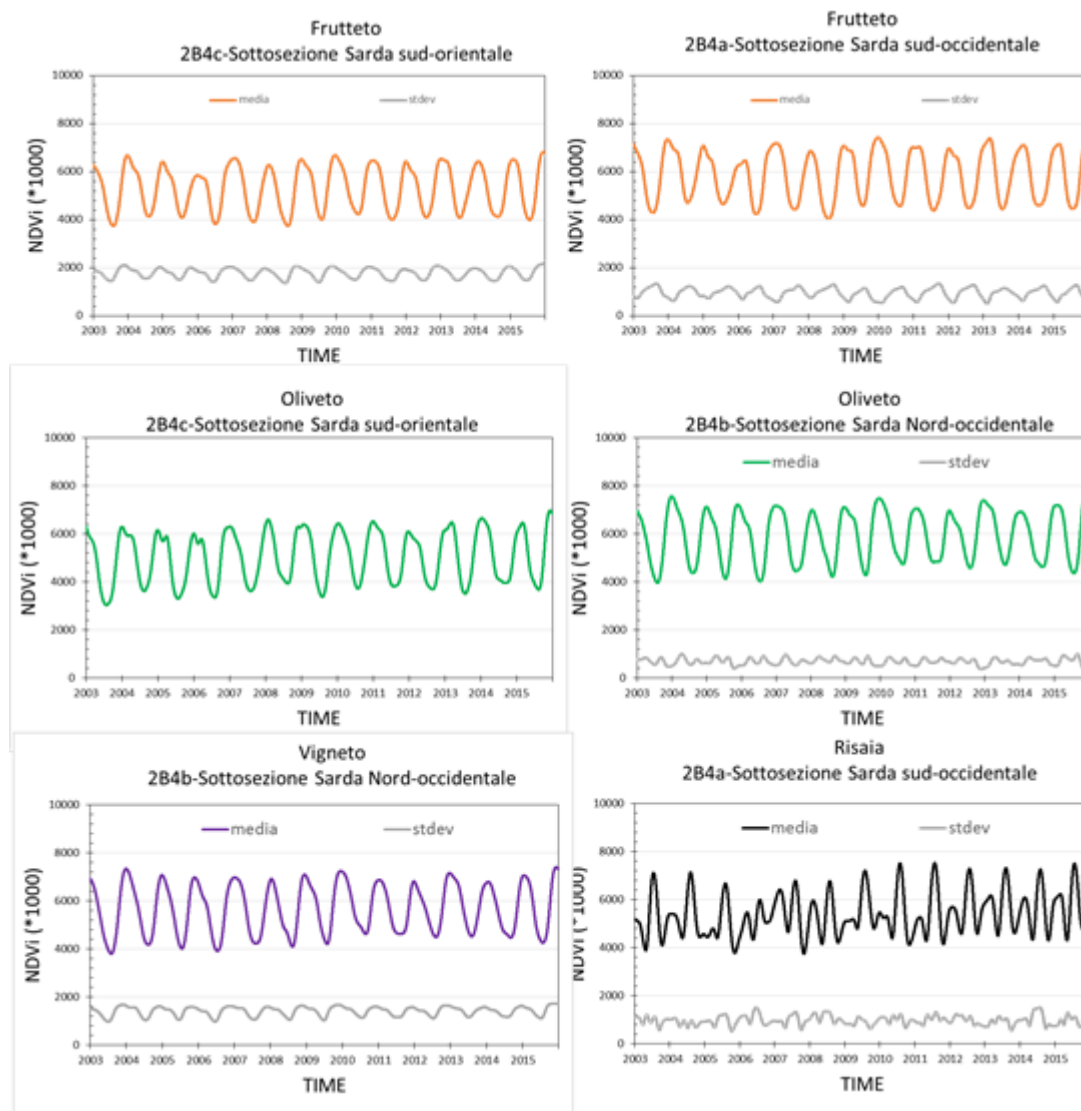 Frutteto
2B4c-Sottosezione Sarda sud-orientale
10000
8000
6000
4000
2000
0
NDVi (*1000)
media stdev
2003 2004 2005 2006 2007 2008 2009 2010 2011 2012 2013 2014 2015
TIME
Frutteto
2B4a-Sottosezione Sarda sud-occidentale
10000
8000
6000
4000
2000
0
NDVi (*1000)
media stdev
2003 2004 2005 2006 2007 2008 2009 2010 2011 2012 2013 2014 2015
TIME
Oliveto
2B4c-Sottosezione Sarda sud-orientale
10000
8000
6000
4000
2000
0
NDVi (*1000)
2003 2004 2005 2006 2007 2008 2009 2010 2011 2012 2013 2014 2015
TIME
Oliveto
2B4b-Sottosezione Sarda Nord-occidentale
10000
8000
6000
4000
2000
0
NDVi (*1000)
media stdev
2003 2004 2005 2006 2007 2008 2009 2010 2011 2012 2013 2014 2015
TIME
Vigneto
2B4b-Sottosezione Sarda Nord-occidentale
10000
8000
6000
4000
2000
0
NDVi (*1000)
media stdev
2003 2004 2005 2006 2007 2008 2009 2010 2011 2012 2013 2014 2015
TIME
Risaia
2B4a-Sottosezione Sarda sud-occidentale
10000
8000
6000
4000
2000
0
NDVi (*1000)
media stdev
2003 2004 2005 2006 2007 2008 2009 2010 2011 2012 2013 2014 2015
TIME